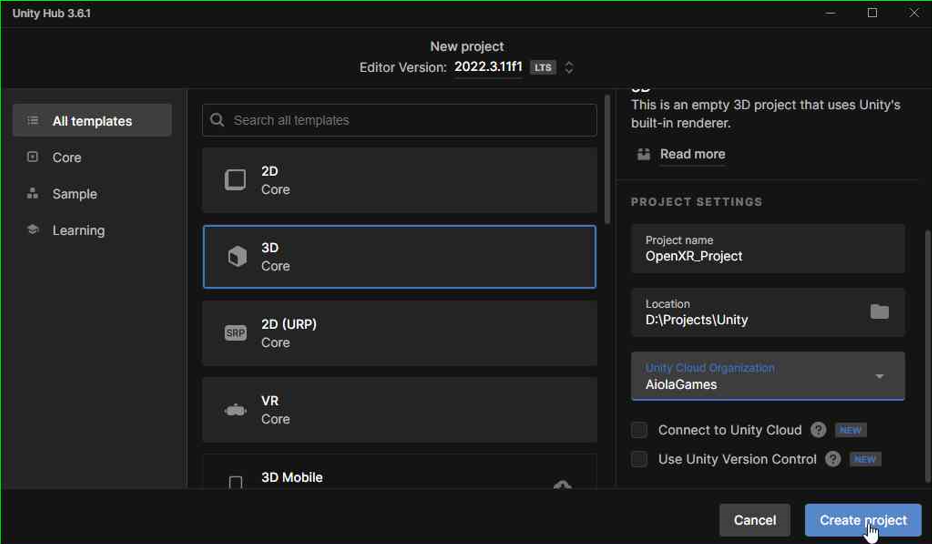 Unity Hub 3.6.1
New project
Editor Version: 2022.3.11f1 LTS
All templates
Core
Sample
Learning
Search all templates
2D
Core
3D
Core
SRP
2D (URP)
Core
VR
Core
3D Mobile
3D
This is an empty 3D project that uses Unity's
built-in renderer.
Read more
PROJECT SETTINGS
Project name
OpenXR_Project
Location
D:\Projects\Unity
Unity Cloud Organization
AiolaGames
Connect to Unity Cloud ? NEW
Use Unity Version Control ? NEW
Cancel
Create project